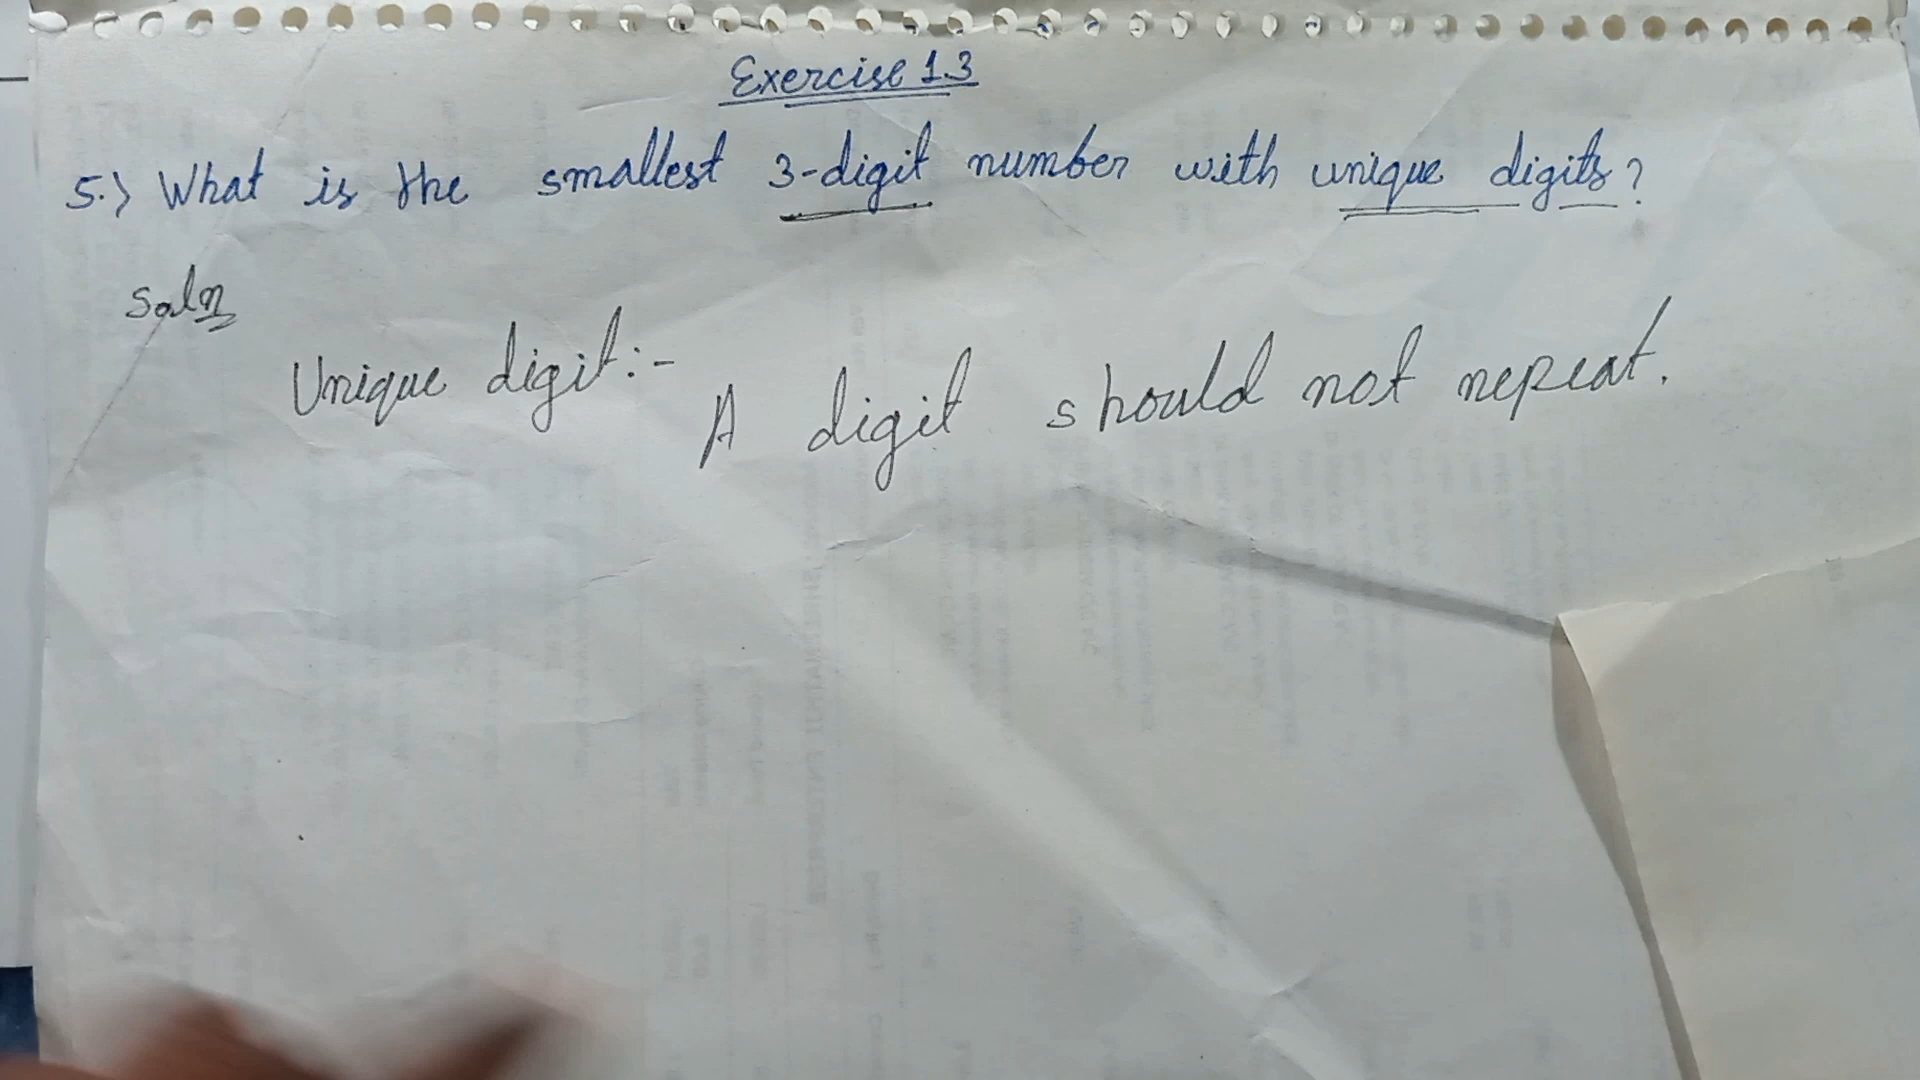 Exercise 1.3
5.) What is the smallest 3-digit number with unique digits?
Soln
Unique digit:-
A digit should not repeat.